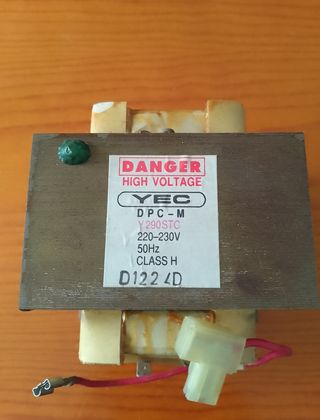 DANGER
HIGH VOLTAGE
YEC
DPC-M
Y290STC
220-230V
50Hz
CLASS H
D1224D